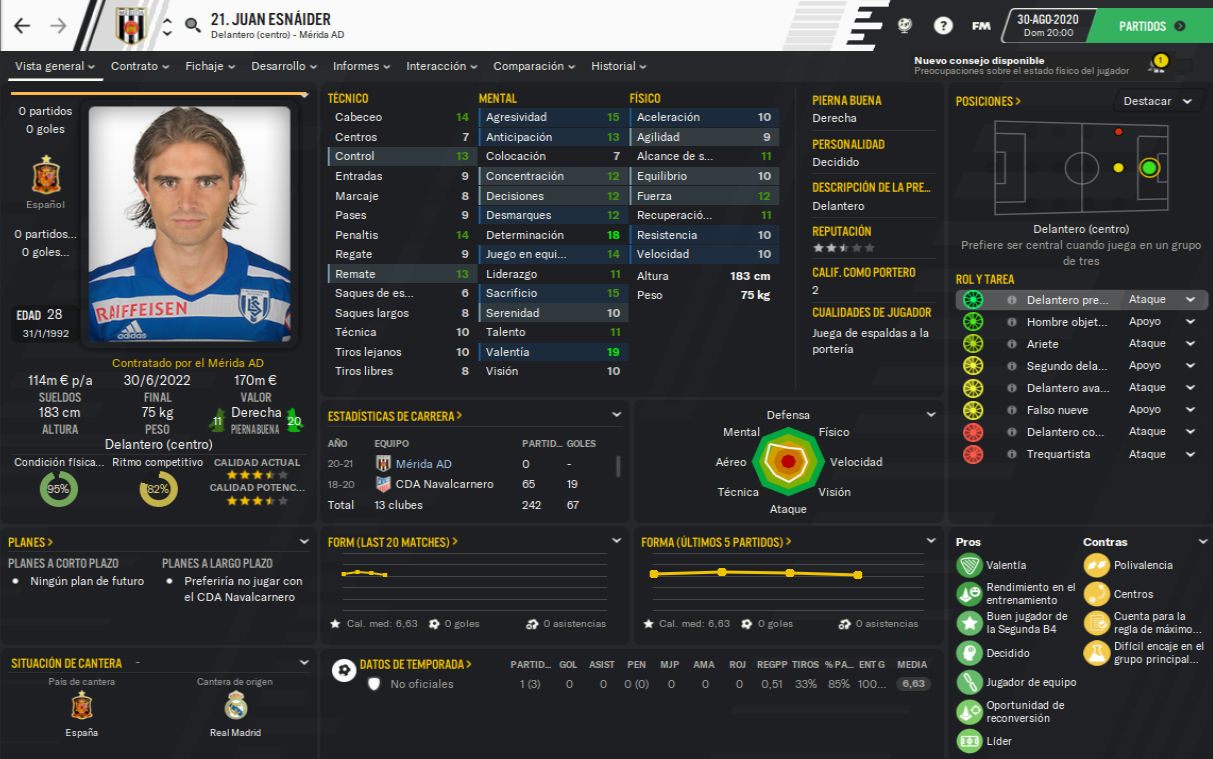 21. JUAN ESNÁIDER
Delantero (centro) - Mérida AD
?
FM
30-AGO-2020
Dom 20:00
PARTIDOS
Vista general
Contrato
Fichaje
Desarrollo
Informes
Interacción
Comparación
Historial
Nuevo consejo disponible
Preocupaciones sobre el estado físico del jugador
1
0 partidos
0 goles
Español
0 partidos...
0 goles...
EDAD 28
31/1/1992
RAIFFEISEN
adidas
Contratado por el Mérida AD
114m € p/a
SUELDOS
30/6/2022
FINAL
170m €
VALOR
183 cm
ALTURA
75 kg
PESO
11
Derecha
PIERNA BUENA
20
Delantero (centro)
Condición física...
95%
Ritmo competitivo
82%
CALIDAD ACTUAL
CALIDAD POTENC...
TÉCNICO
Cabeceo 14
Centros 7
Control 13
Entradas 9
Marcaje 8
Pases 9
Penaltis 14
Regate 9
Remate 13
Saques de es... 6
Saques largos 8
Técnica 10
Tiros lejanos 10
Tiros libres 8
MENTAL
Agresividad 15
Anticipación 13
Colocación 7
Concentración 12
Decisiones 12
Desmarques 12
Determinación 18
Juego en equi... 14
Liderazgo 11
Sacrificio 15
Serenidad 10
Talento 11
Valentía 19
Visión 10
FÍSICO
Aceleración 10
Agilidad 9
Alcance de s... 11
Equilibrio 10
Fuerza 12
Recuperació... 11
Resistencia 10
Velocidad 10
Altura 183 cm
Peso 75 kg
PIERNA BUENA
Derecha
PERSONALIDAD
Decidido
DESCRIPCIÓN DE LA PRE...
Delantero
REPUTACIÓN
CALIF. COMO PORTERO
2
CUALIDADES DE JUGADOR
Juega de espaldas a la
portería
POSICIONES >
Destacar
Delantero (centro)
Prefiere ser central cuando juega en un grupo
de tres
ROL Y TAREA
Delantero pre... Ataque
Hombre objet... Apoyo
Ariete Ataque
Segundo dela... Apoyo
Delantero ava... Ataque
Falso nueve Apoyo
Delantero co... Ataque
Trequartista Ataque
ESTADÍSTICAS DE CARRERA >
AÑO EQUIPO PARTID... GOLES
20-21 Mérida AD 0 -
18-20 CDA Navalcarnero 65 19
Total 13 clubes 242 67
Defensa
Mental
Físico
Aéreo
Velocidad
Técnica
Visión
Ataque
PLANES >
PLANES A CORTO PLAZO
Ningún plan de futuro
PLANES A LARGO PLAZO
Preferiría no jugar con
el CDA Navalcarnero
FORM (LAST 20 MATCHES) >
Cal. med: 6,63 0 goles 0 asistencias
FORMA (ÚLTIMOS 5 PARTIDOS) >
Cal. med: 6,63 0 goles 0 asistencias
Pros
Valentía
Rendimiento en el
entrenamiento
Buen jugador de
la Segunda B4
Decidido
Jugador de equipo
Oportunidad de
reconversión
Líder
Contras
Polivalencia
Centros
Cuenta para la
regla de máximo...
Difícil encaje en el
grupo principal...
SITUACIÓN DE CANTERA -
País de cantera
España
Cantera de origen
Real Madrid
DATOS DE TEMPORADA >
PARTID... GOL ASIST PEN MJP AMA ROJ REGPP TIROS % PA... ENT G MEDIA
No oficiales 1 (3) 0 0 0 (0) 0 0 0 0,51 33% 85% 100... 6,63